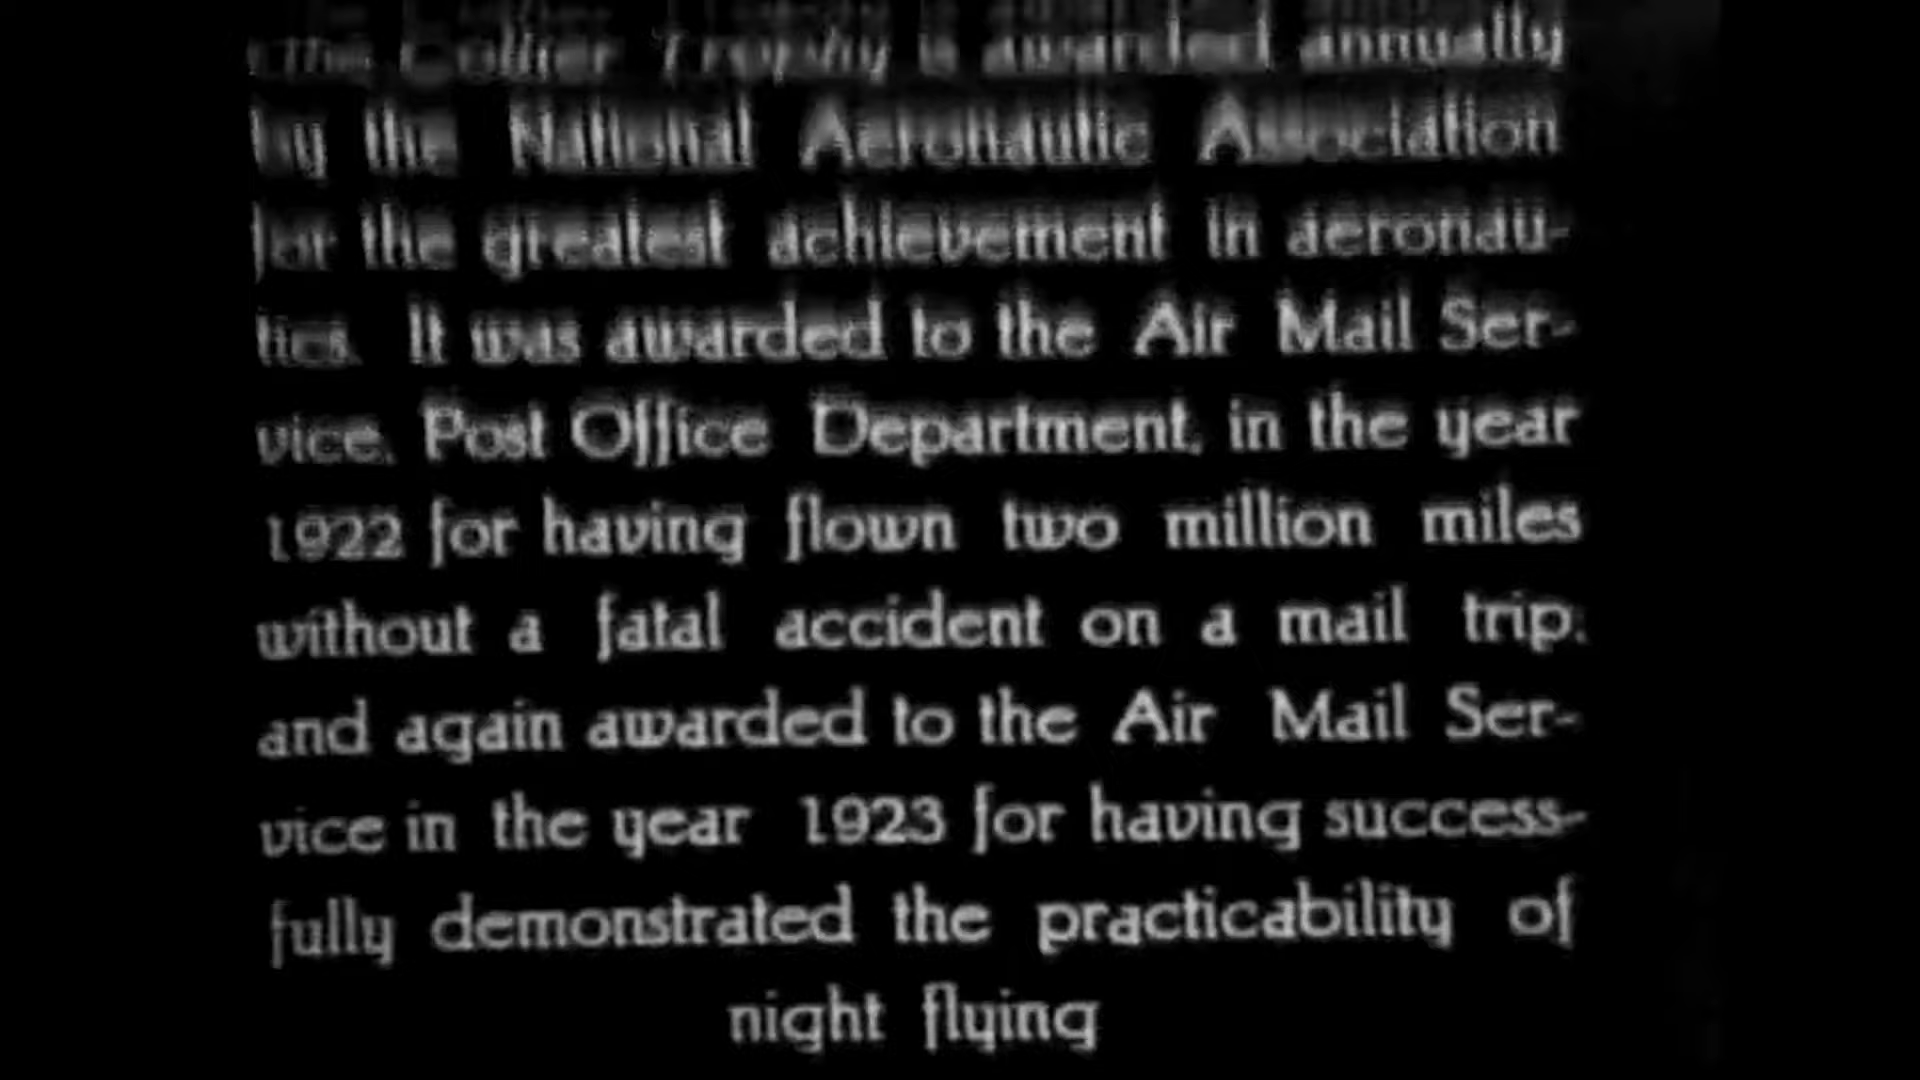 The Collier Trophy is awarded annually
by the National Aeronautic Association
for the greatest achievement in aeronau-
tics. It was awarded to the Air Mail Ser-
vice, Post Office Department, in the year
1922 for having flown two million miles
without a fatal accident on a mail trip;
and again awarded to the Air Mail Ser-
vice in the year 1923 for having success-
fully demonstrated the practicability of
night flying